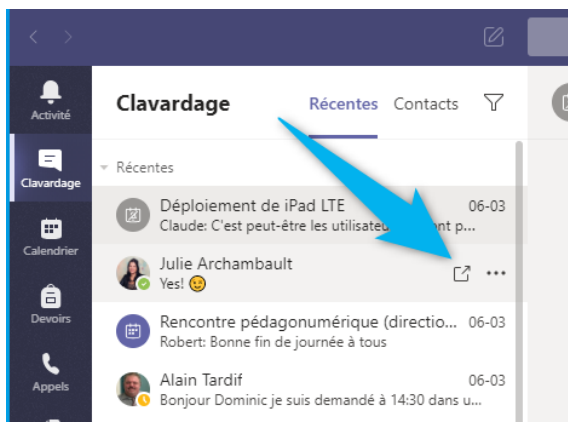 Activité
Clavardage
Calendrier
Devoirs
Appels
Clavardage Récentes Contacts
Récentes
Déploiement de iPad LTE 06-03
Claude: C'est peut-être les utilisate nt p...
Julie Archambault
Yes!
Rencontre pédagonumérique (directio... 06-03
Robert: Bonne fin de journée à tous
Alain Tardif 06-03
Bonjour Dominic je suis demandé à 14:30 dans u...